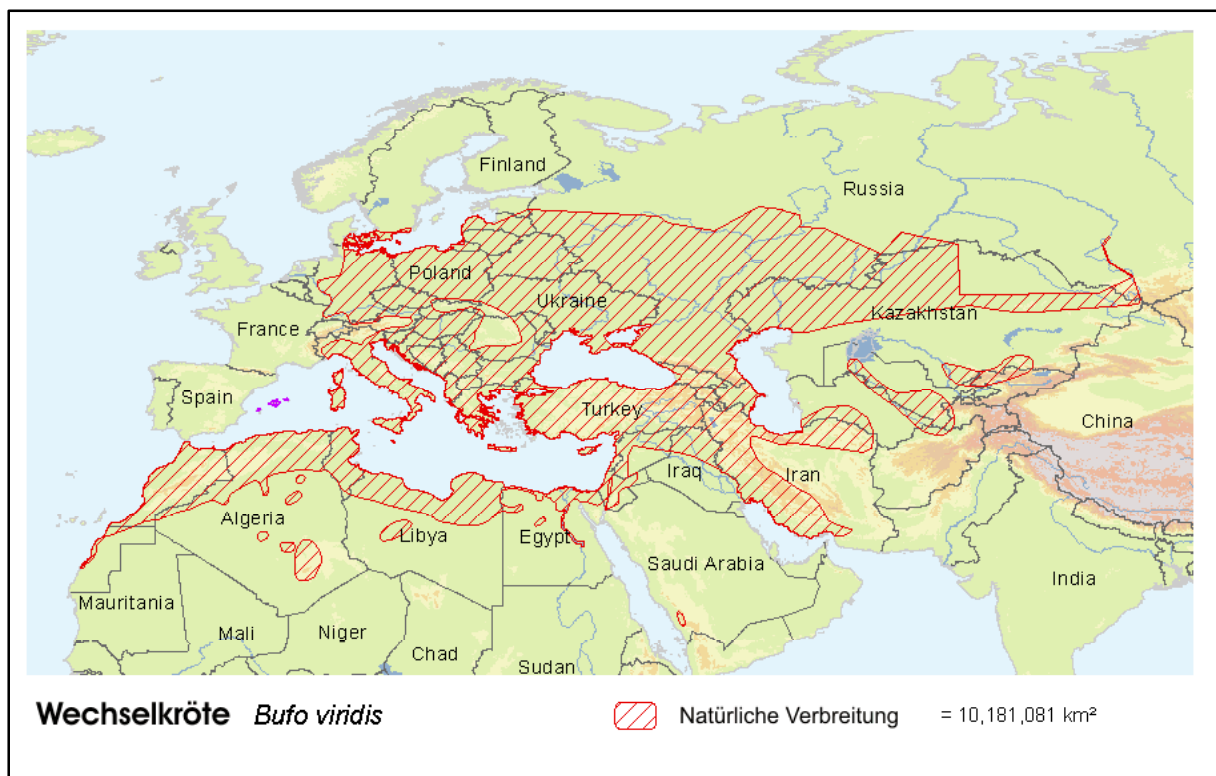 Finland
Russia
Poland
Ukraine
Kazakhstan
France
Spain
Turkey
China
Iraq
Iran
Algeria
Libya
Egypt
Saudi Arabia
India
Mauritania
Mali
Niger
Chad
Sudan
Wechselkröte Bufo viridis Natürliche Verbreitung = 10,181,081 km²